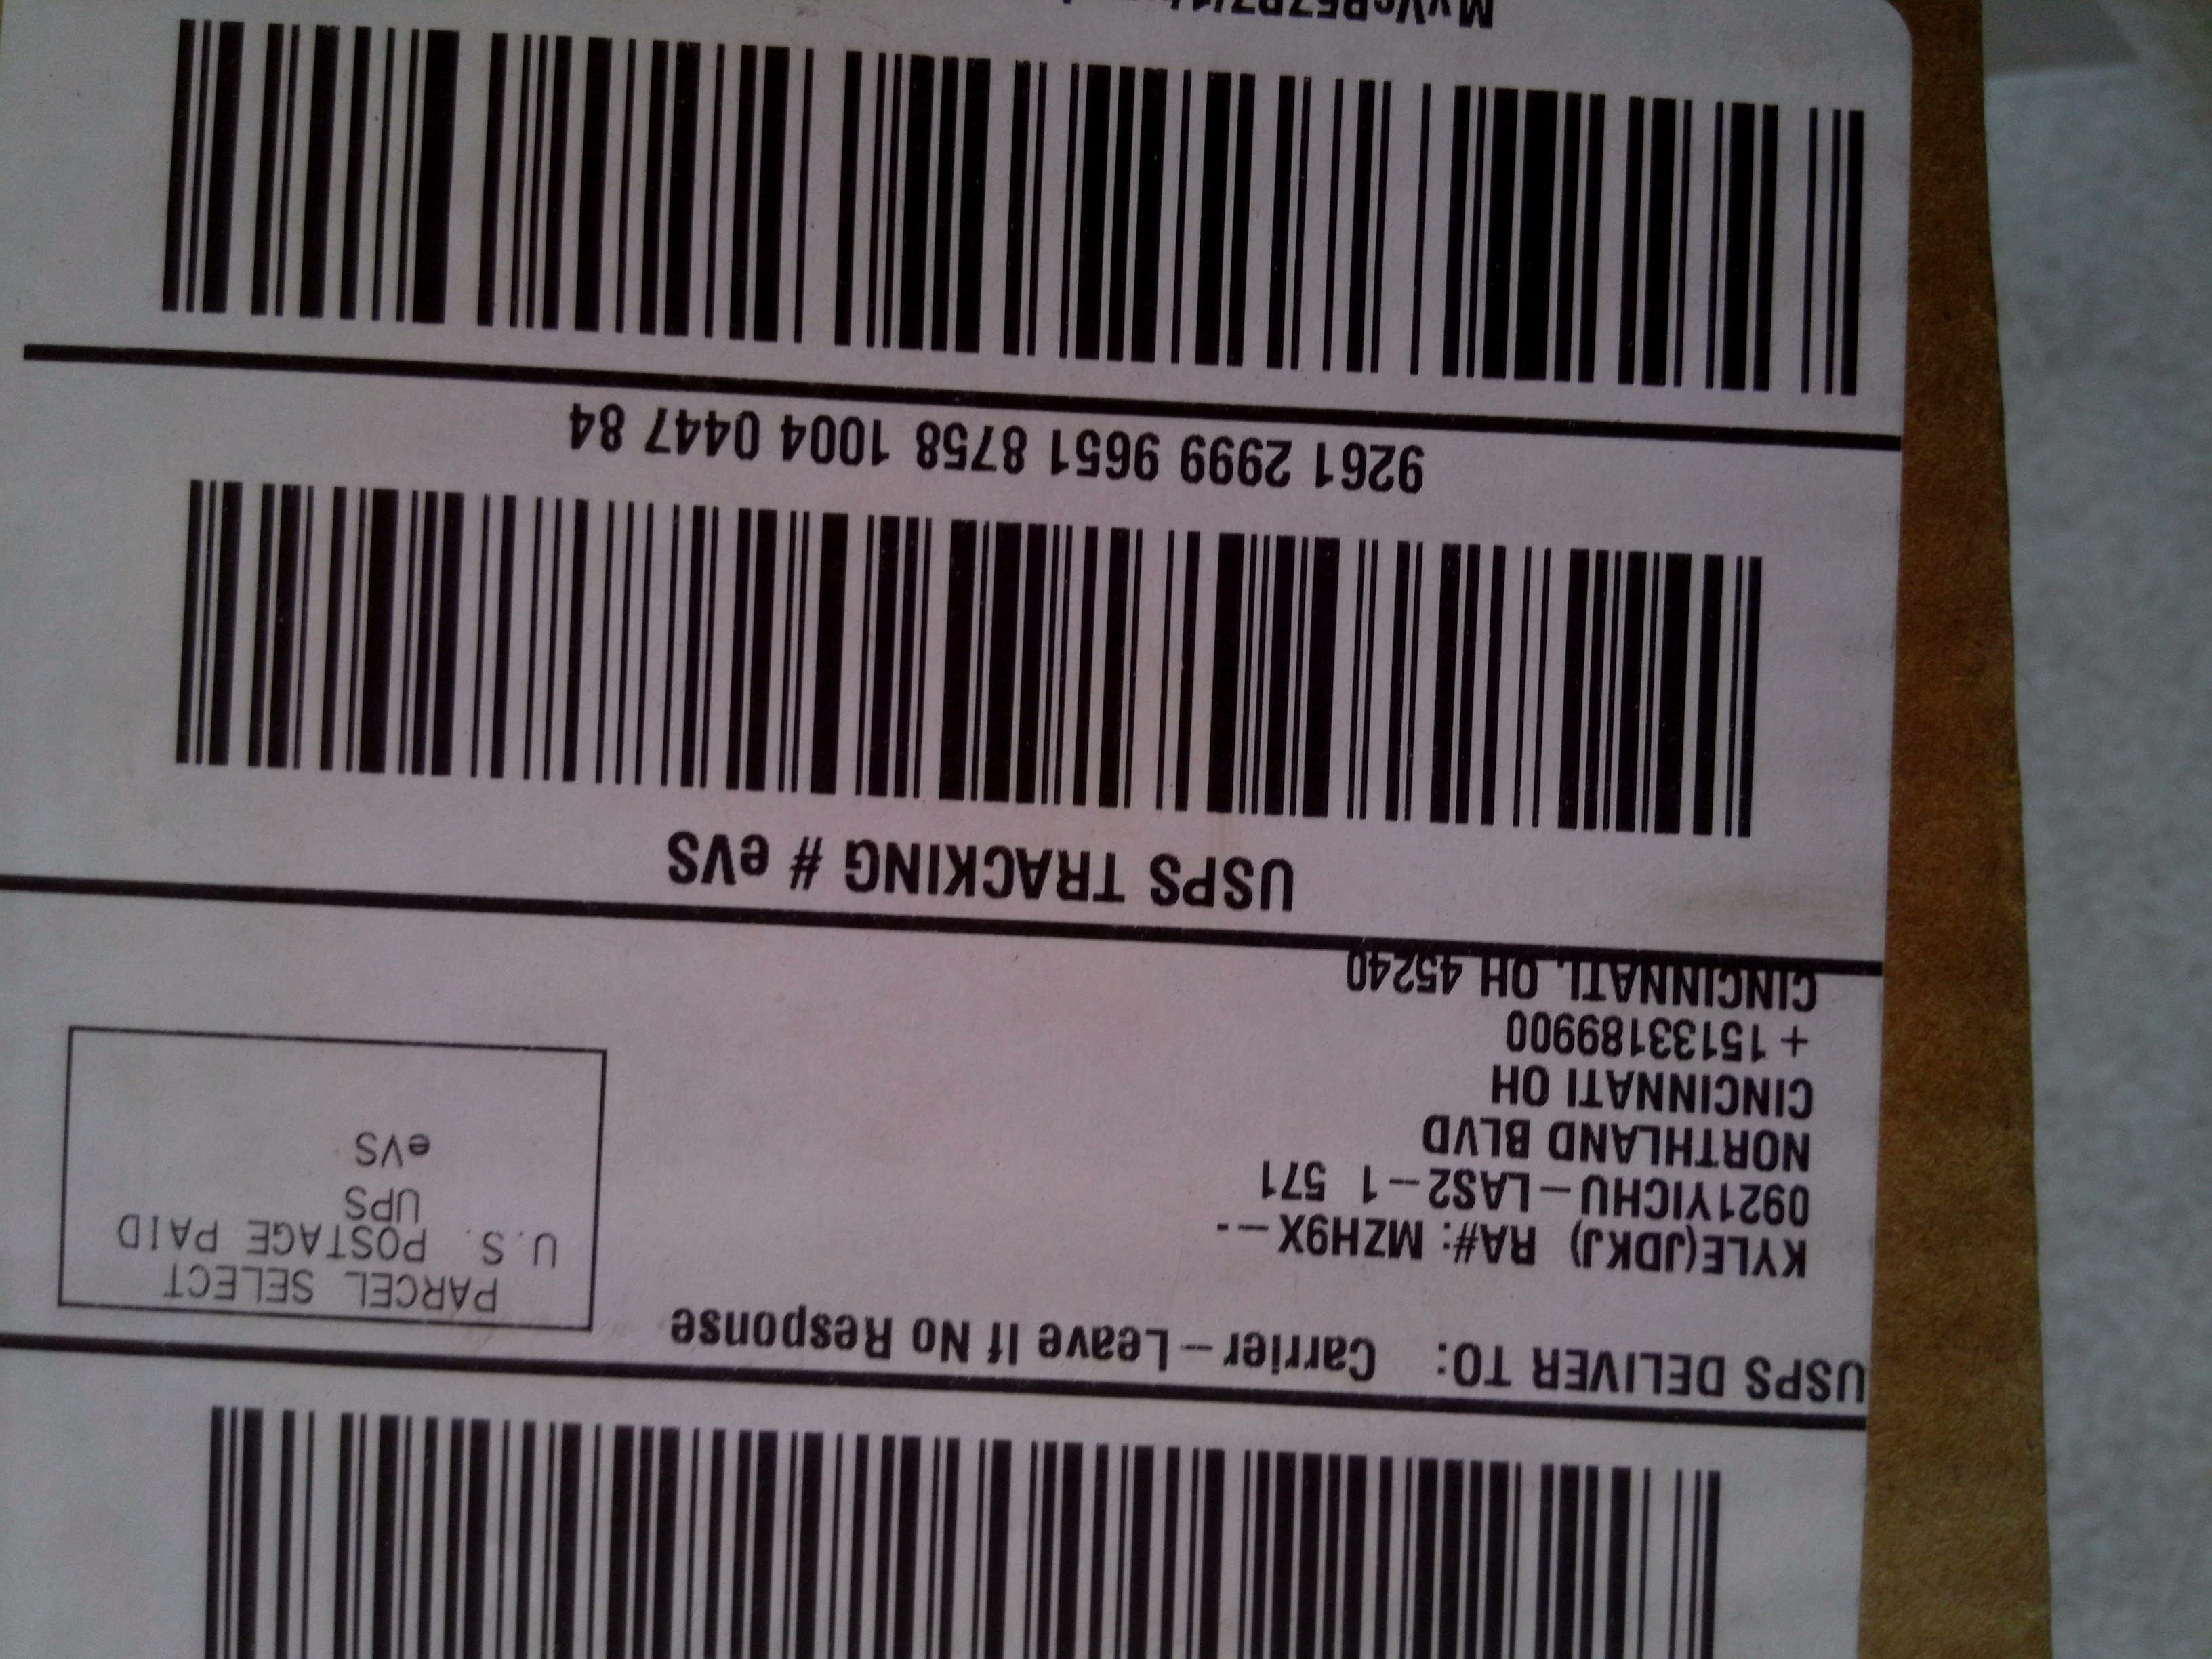 USPS DELIVER TO: Carrier – Leave If No Response
KYLE(JDKJ) RA#: MZH9X – -
0921YICHU – LAS2 – 1 571
NORTHLAND BLVD
CINCINNATI OH
+ 15133189900
CINCINNATI, OH 45240
PARCEL SELECT
U.S. POSTAGE PAID
UPS
eVS
USPS TRACKING # eVS
9261 2999 9651 8758 1004 0447 84